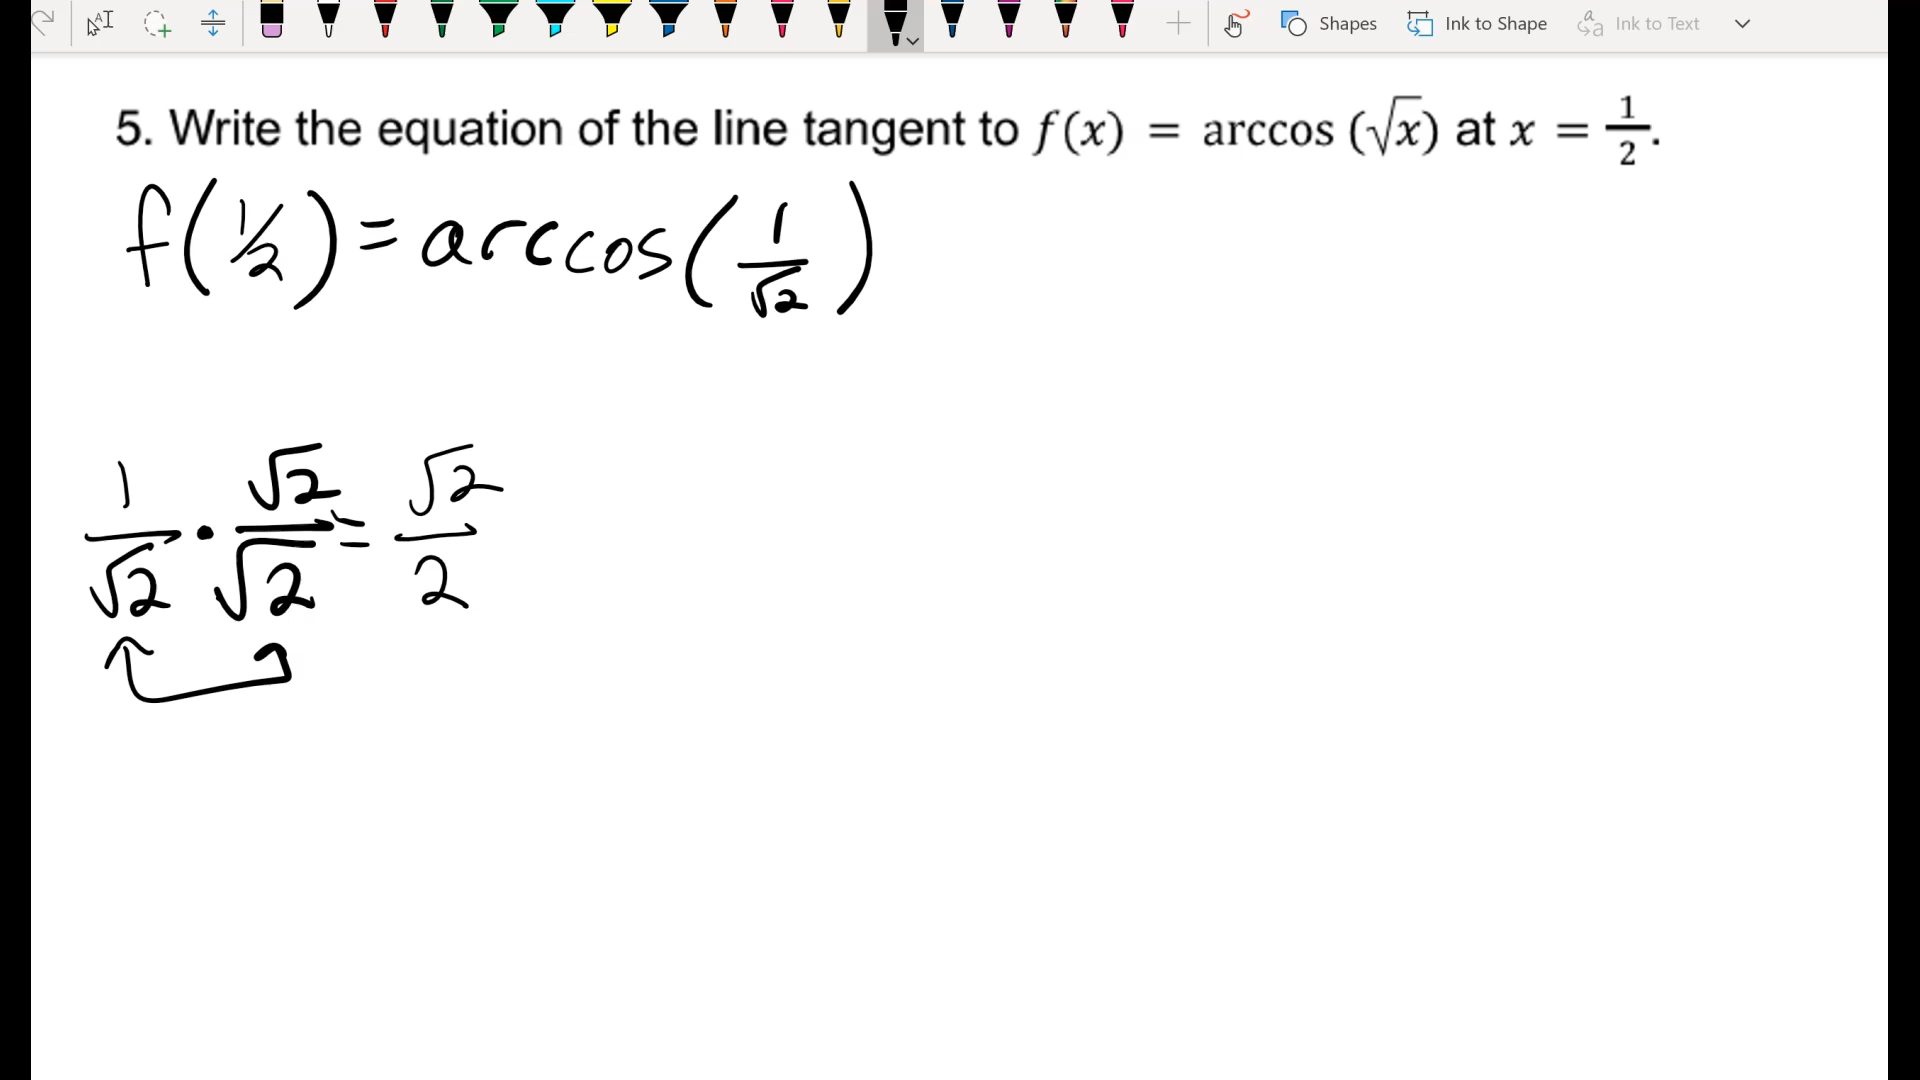 Shapes Ink to Shape Ink to Text
5. Write the equation of the line tangent to f(x) = arccos (√x) at x = 1/2.
f(1/2) = arccos(1/√2)
1/√2 · √2/√2 = √2/2